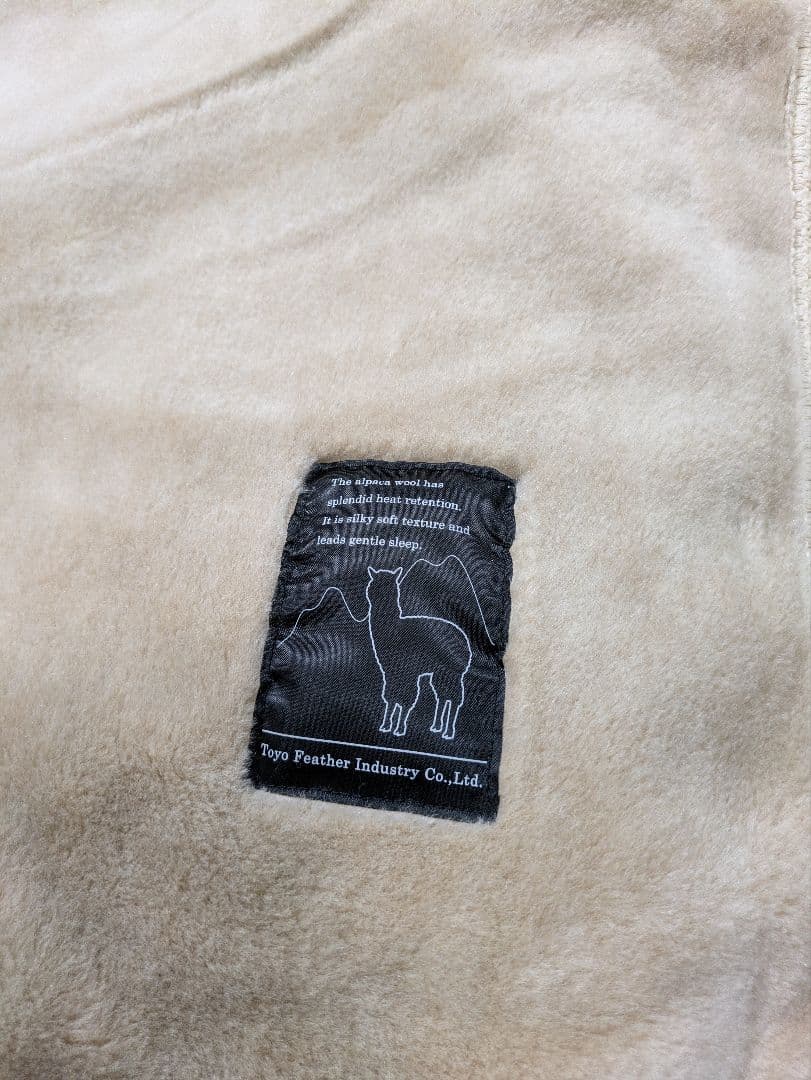 The alpaca wool has
splendid heat retention.
It is silky soft texture and
leads gentle sleep.
Toyo Feather Industry Co.,Ltd.